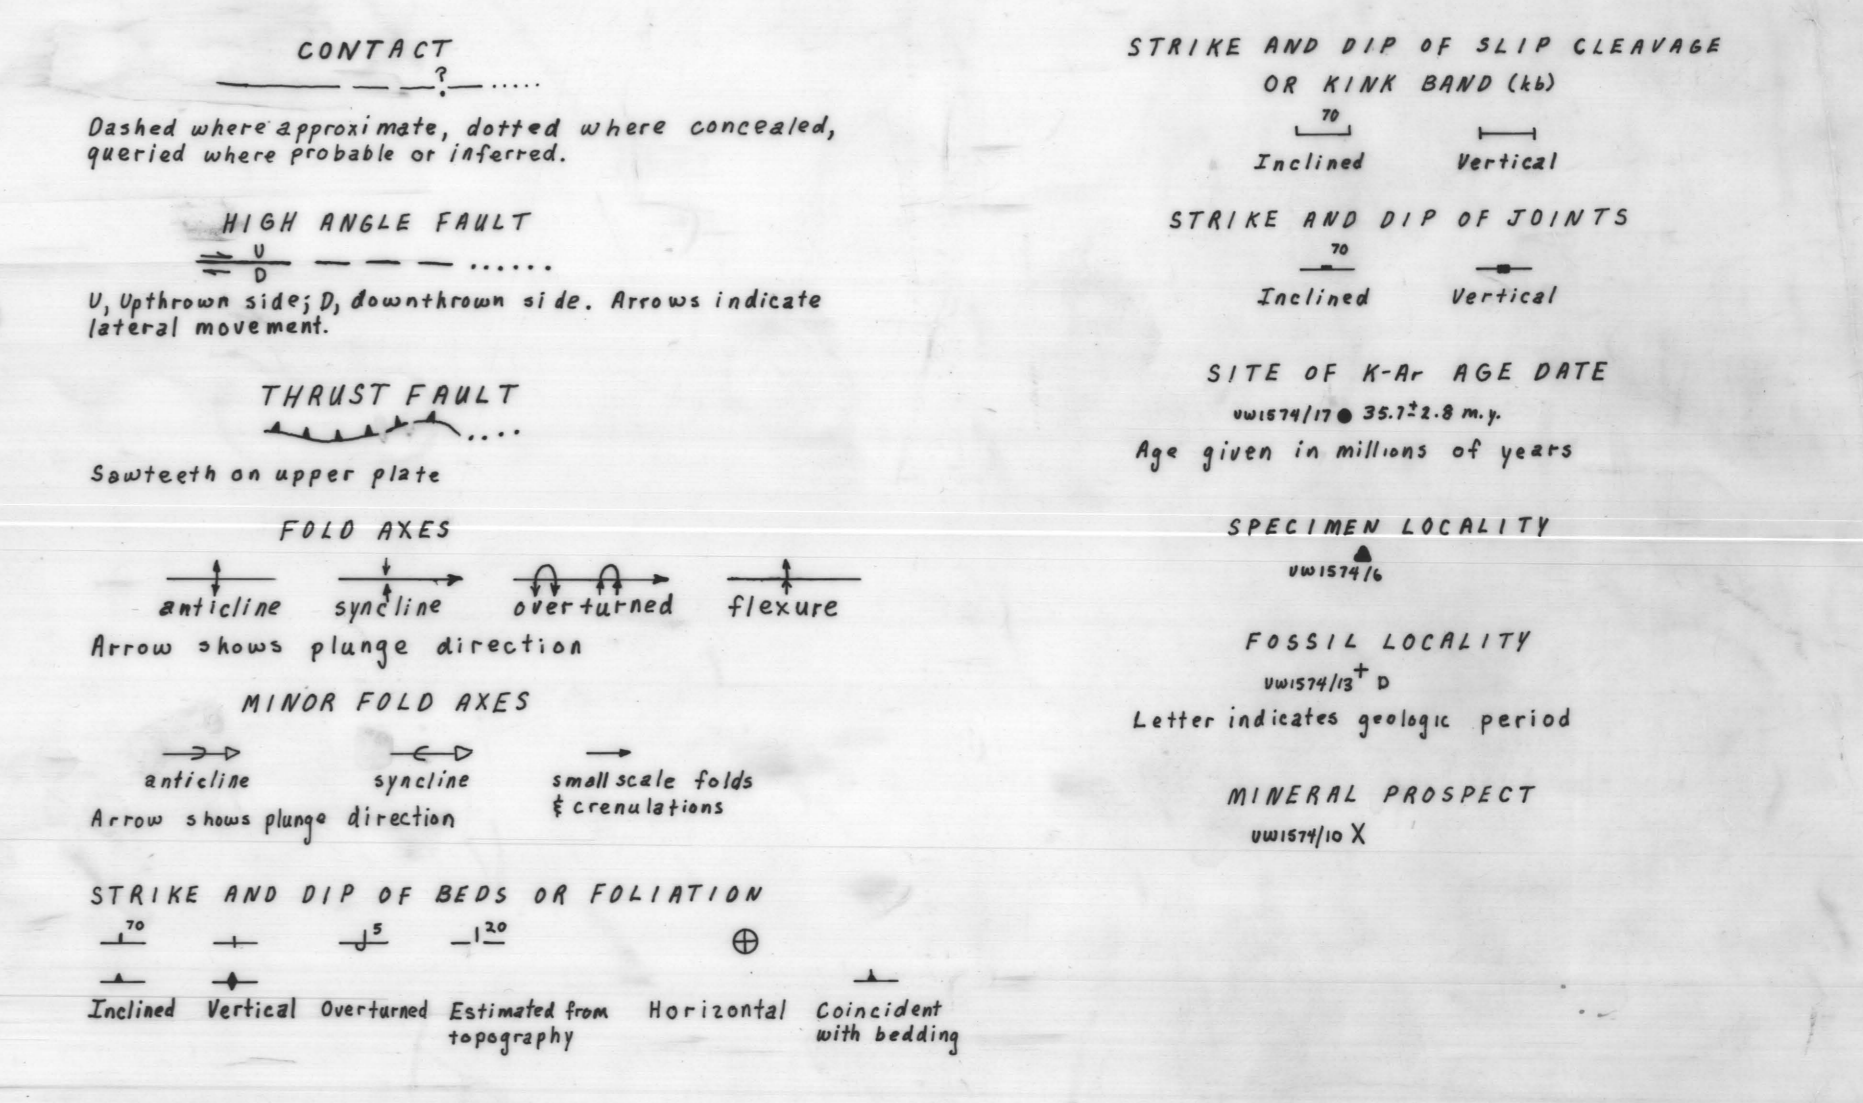 CONTACT
?
Dashed where approximate, dotted where concealed,
queried where probable or inferred.
HIGH ANGLE FAULT
U
D
U, Upthrown side; D, downthrown side. Arrows indicate
lateral movement.
THRUST FAULT
Sawteeth on upper plate
FOLD AXES
anticline syncline overturned flexure
Arrow shows plunge direction
MINOR FOLD AXES
anticline syncline small scale folds
& crenulations
Arrow shows plunge direction
STRIKE AND DIP OF BEDS OR FOLIATION
70 5 20
Inclined Vertical Overturned Estimated from Horizontal Coincident
topography with bedding
STRIKE AND DIP OF SLIP CLEAVAGE
OR KINK BAND (kb)
70
Inclined Vertical
STRIKE AND DIP OF JOINTS
70
Inclined Vertical
SITE OF K-Ar AGE DATE
UW1574/17 35.7±2.8 m.y.
Age given in millions of years
SPECIMEN LOCALITY
UW1574/6
FOSSIL LOCALITY
UW1574/13 + D
Letter indicates geologic period
MINERAL PROSPECT
UW1574/10 X